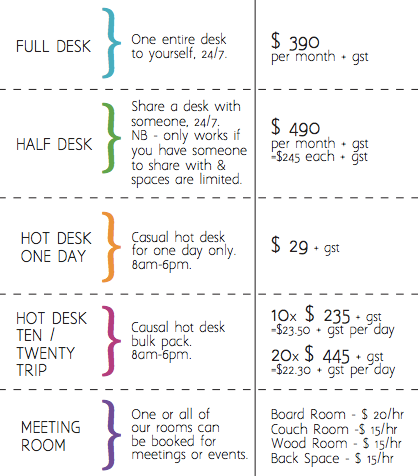 FULL DESK
One entire desk
to yourself, 24/7.
$ 390
per month + gst
HALF DESK
Share a desk with
someone, 24/7.
NB - only works if
you have someone
to share with &
spaces are limited.
$ 490
per month + gst
=$245 each + gst
HOT DESK
ONE DAY
Casual hot desk
for one day only.
8am-6pm.
$ 29 + gst
HOT DESK
TEN /
TWENTY
TRIP
Causal hot desk
bulk pack.
8am-6pm.
10x $ 235 + gst
=$23.50 + gst per day
20x $ 445 + gst
=$22.30 + gst per day
MEETING
ROOM
One or all of
our rooms can
be booked for
meetings or events.
Board Room - $ 20/hr
Couch Room -$ 15/hr
Wood Room - $ 15/hr
Back Space - $ 15/hr